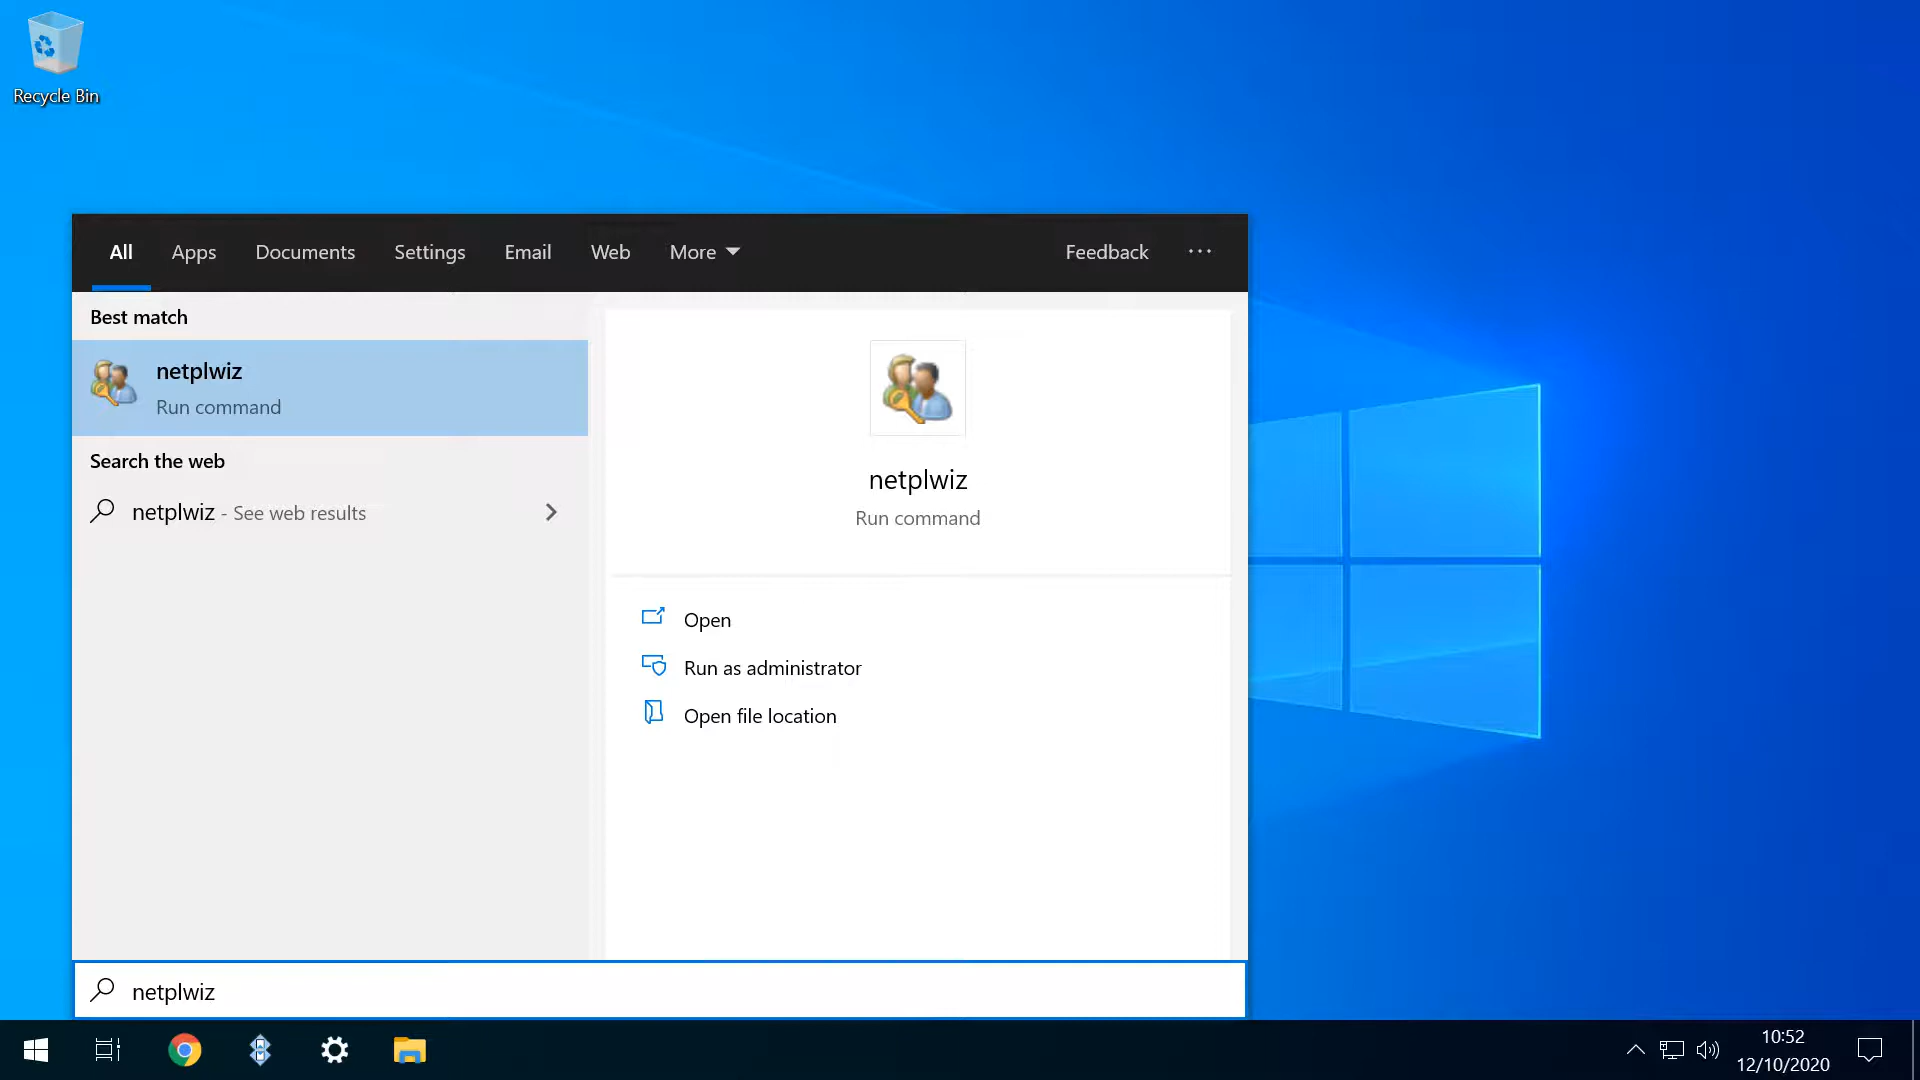 Recycle Bin
All Apps Documents Settings Email Web More Feedback ...
Best match
netplwiz
Run command
Search the web
netplwiz - See web results
netplwiz
Run command
Open
Run as administrator
Open file location
netplwiz
10:52
12/10/2020